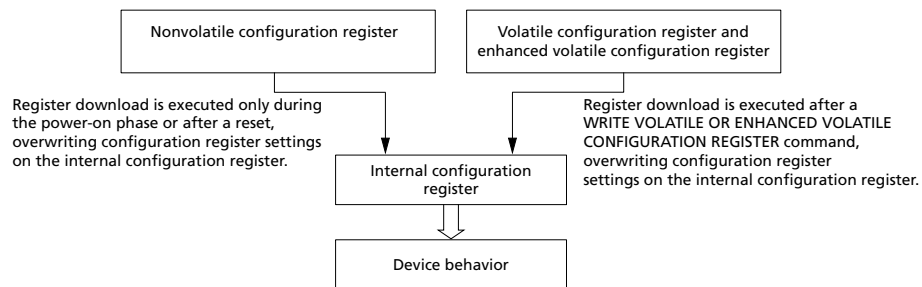 Nonvolatile configuration register
Volatile configuration register and
enhanced volatile configuration register
Register download is executed only during
the power-on phase or after a reset,
overwriting configuration register settings
on the internal configuration register.
Register download is executed after a
WRITE VOLATILE OR ENHANCED VOLATILE
CONFIGURATION REGISTER command,
overwriting configuration register
settings on the internal configuration register.
Internal configuration
register
Device behavior